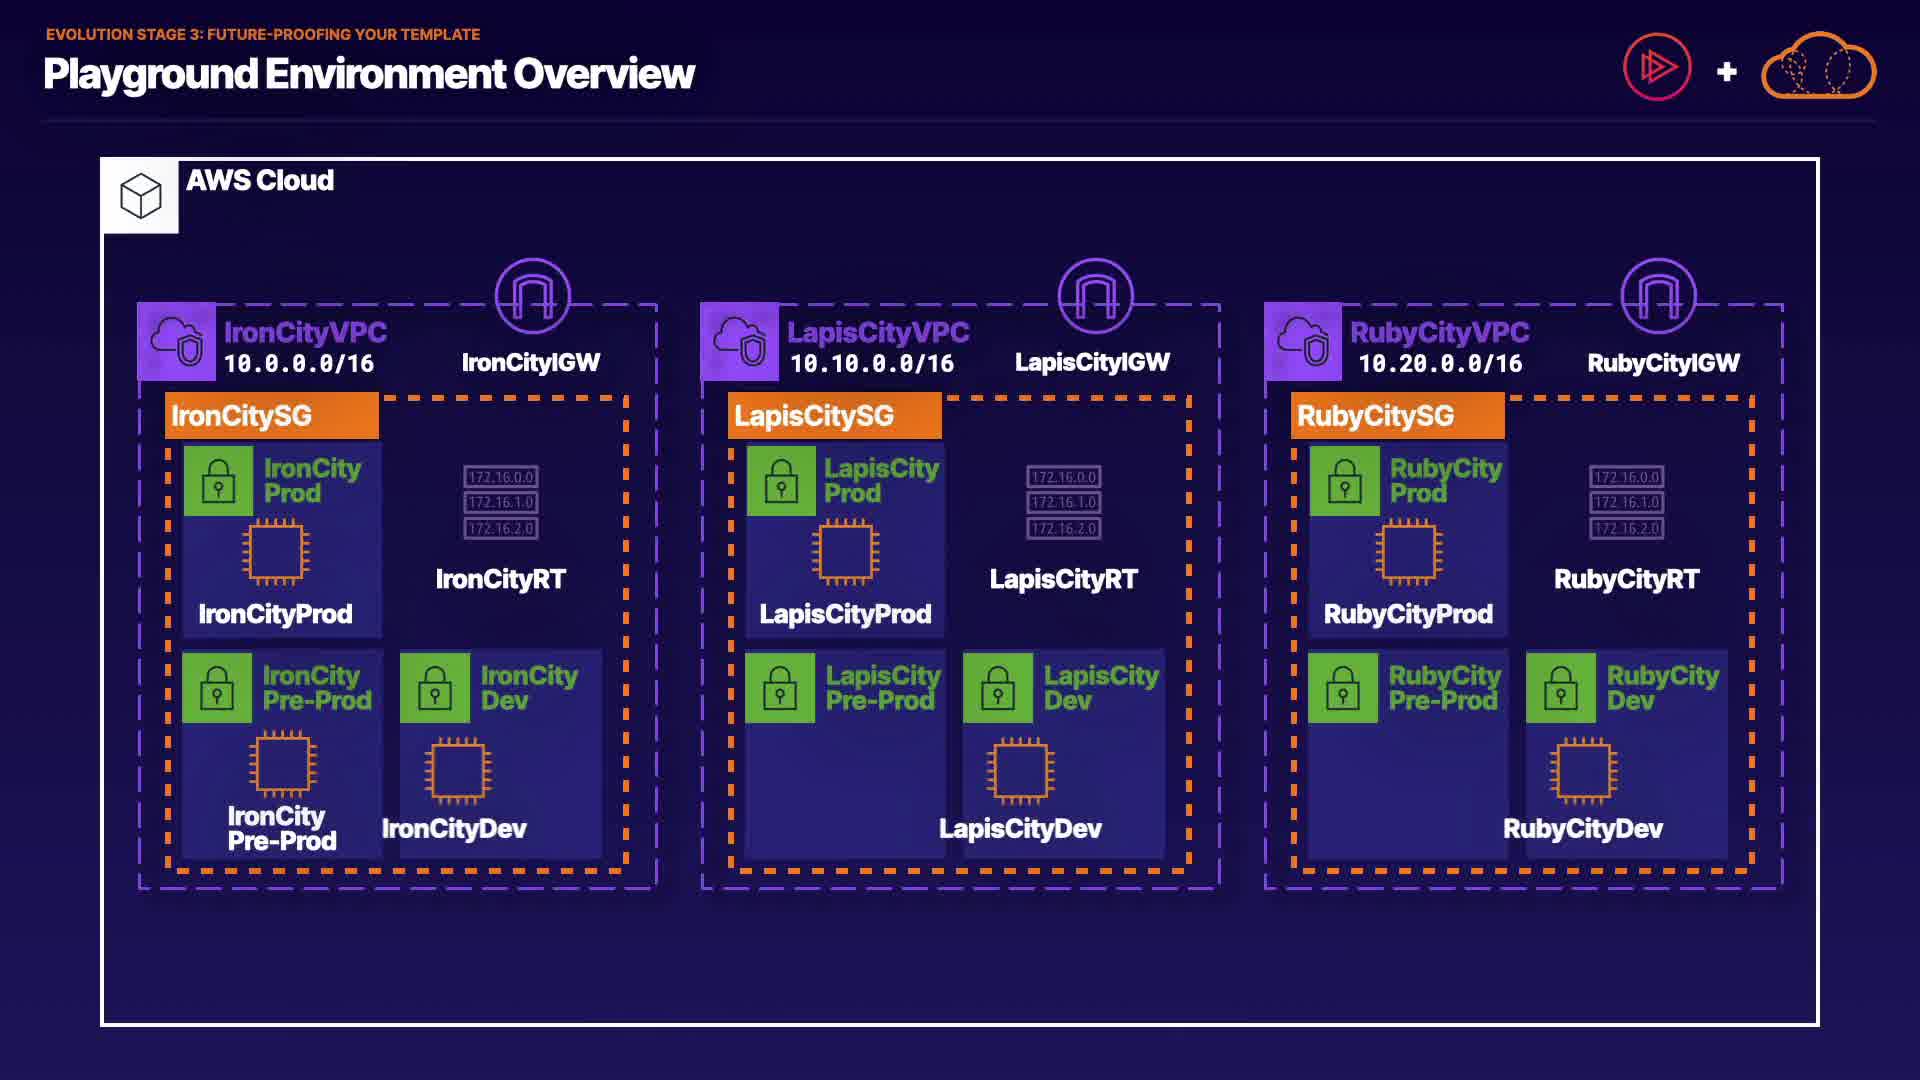 EVOLUTION STAGE 3: FUTURE-PROOFING YOUR TEMPLATE
Playground Environment Overview
AWS Cloud
IronCityVPC
10.0.0.0/16
IronCityIGW
IronCitySG
IronCity
Prod
IronCityProd
172.16.0.0
172.16.1.0
172.16.2.0
IronCityRT
IronCity
Pre-Prod
IronCity
Pre-Prod
IronCity
Dev
IronCityDev
LapisCityVPC
10.10.0.0/16
LapisCityIGW
LapisCitySG
LapisCity
Prod
LapisCityProd
172.16.0.0
172.16.1.0
172.16.2.0
LapisCityRT
LapisCity
Pre-Prod
LapisCity
Dev
LapisCityDev
RubyCityVPC
10.20.0.0/16
RubyCityIGW
RubyCitySG
RubyCity
Prod
RubyCityProd
172.16.0.0
172.16.1.0
172.16.2.0
RubyCityRT
RubyCity
Pre-Prod
RubyCity
Dev
RubyCityDev